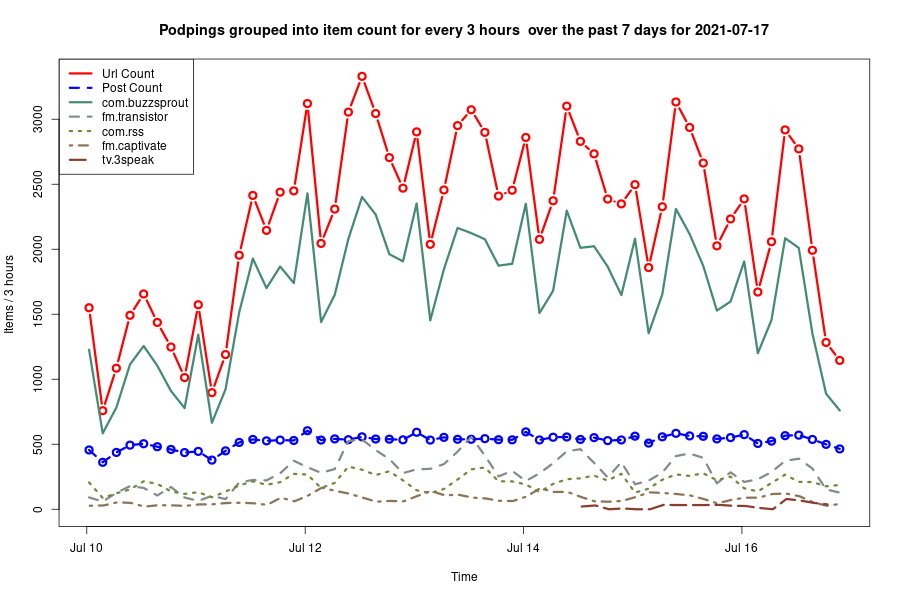 Podpings grouped into item count for every 3 hours  over the past 7 days for 2021-07-17
Url Count
Post Count
com.buzzsprout
fm.transistor
com.rss
fm.captivate
tv.3speak
Items / 3 hours
3000
2500
2000
1500
1000
500
0
Jul 10
Jul 12
Jul 14
Jul 16
Time